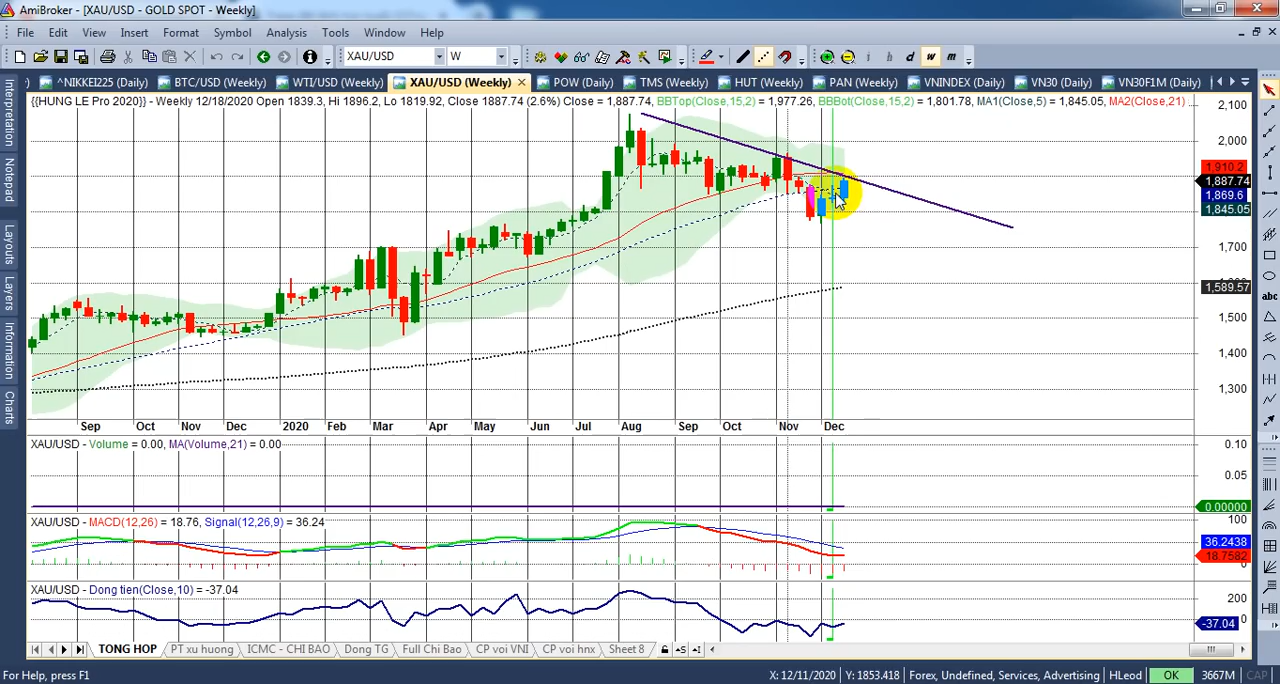 AmiBroker - [XAU/USD - GOLD SPOT - Weekly]
File Edit View Insert Format Symbol Analysis Tools Window Help
XAU/USD W i h d w m
^NIKKEI225 (Daily) BTC/USD (Weekly) WTI/USD (Weekly) XAU/USD (Weekly) POW (Daily) TMS (Weekly) HUT (Weekly) PAN (Weekly) VNINDEX (Daily) VN30 (Daily) VN30F1M (Daily)
{{HUNG LE Pro 2020}} - Weekly 12/18/2020 Open 1839.3, Hi 1896.2, Lo 1819.92, Close 1887.74 (2.6%) Close = 1,887.74, BBTop(Close,15,2) = 1,977.26, BBBot(Close,15,2) = 1,801.78, MA1(Close,5) = 1,845.05, MA2(Close,21)
2,100
2,000
1,910.2
1,887.74
1,869.6
1,845.05
1,700
1,589.57
1,500
1,400
1,300
Interpretation
Notepad
Layouts
Layers
Information
Charts
abc
Sep Oct Nov Dec 2020 Feb Mar Apr May Jun Jul Aug Sep Oct Nov Dec
XAU/USD - Volume = 0.00, MA(Volume,21) = 0.00
0.10
0.05
0.00000
XAU/USD - MACD(12,26) = 18.76, Signal(12,26,9) = 36.24
100
36.2438
18.7582
0
XAU/USD - Dong tien(Close,10) = -37.04
200
0
-37.04
TONG HOP PT xu huong ICMC - CHI BAO Dong TG Full Chi Bao CP voi VNI CP voi hnx Sheet 8
For Help, press F1 X: 12/11/2020 Y: 1853.418 Forex, Undefined, Services, Advertising HLeod OK 3667M CAP